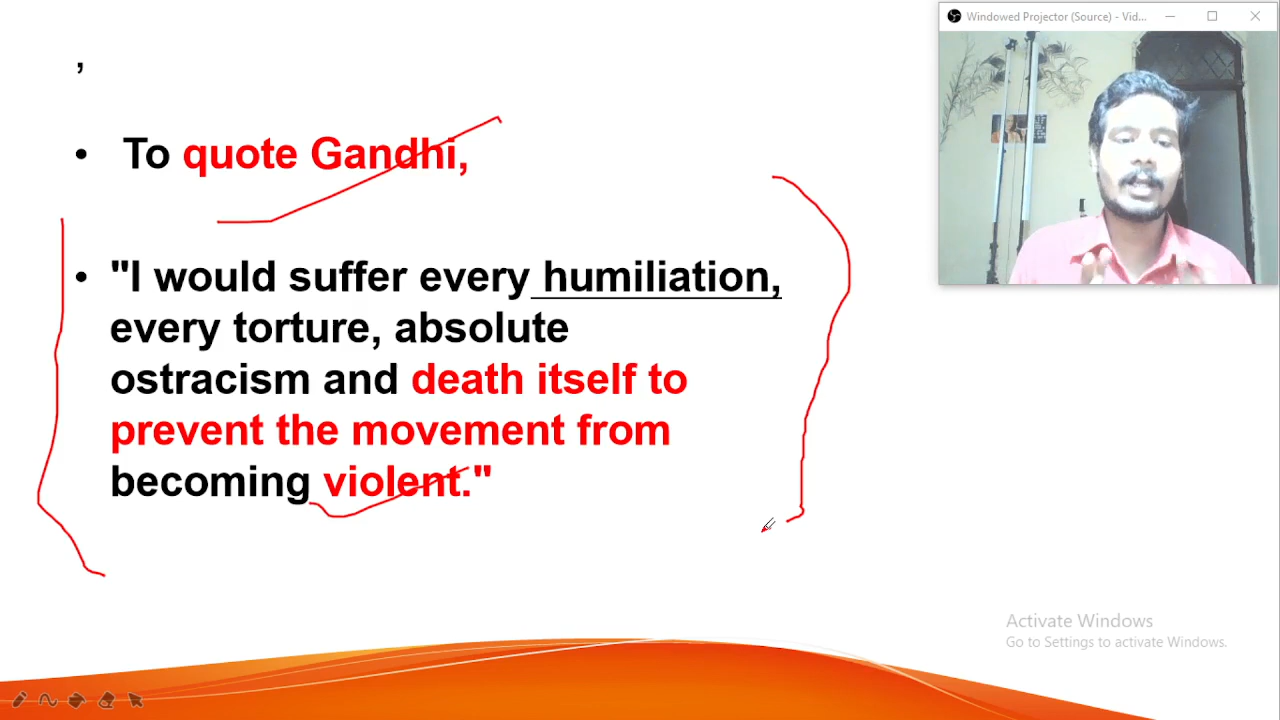 Windowed Projector (Source) - Vid...
,
• To quote Gandhi,
• "I would suffer every humiliation,
every torture, absolute
ostracism and death itself to
prevent the movement from
becoming violent."
Activate Windows
Go to Settings to activate Windows.